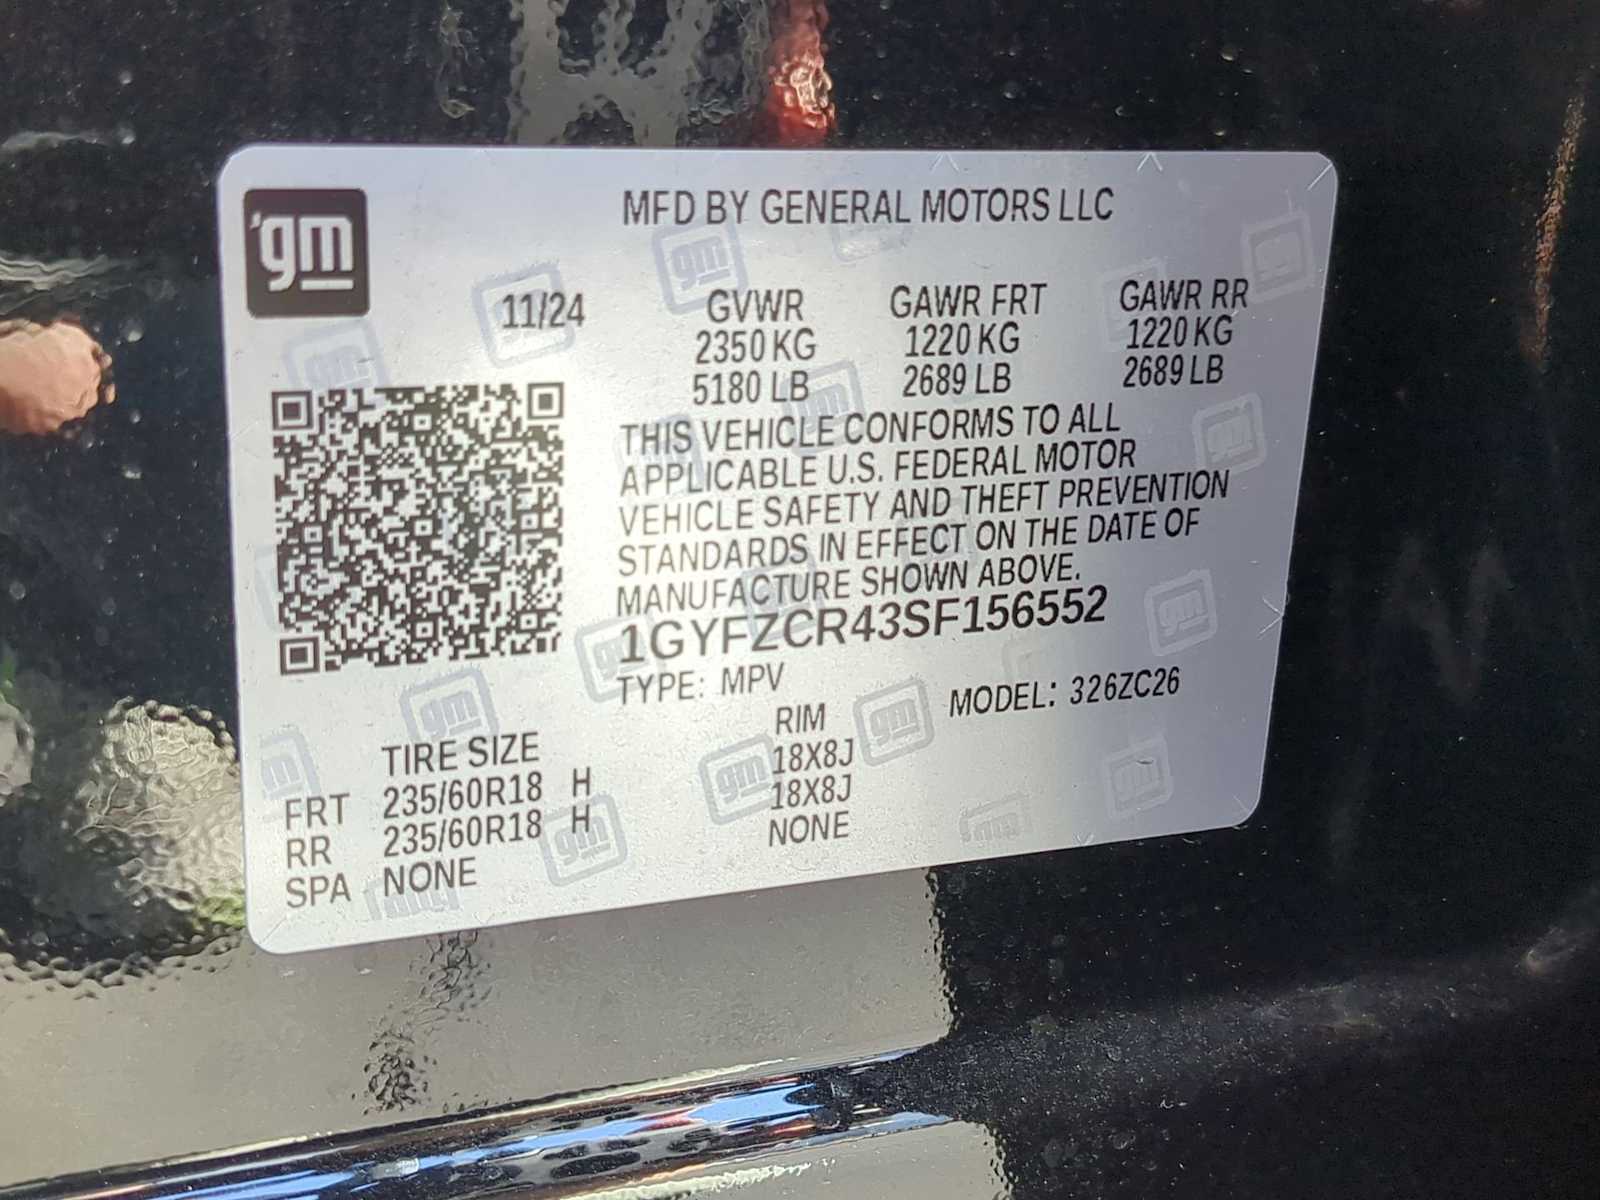 gm
MFD BY GENERAL MOTORS LLC
11/24 GVWR GAWR FRT GAWR RR
2350 KG 1220 KG 1220 KG
5180 LB 2689 LB 2689 LB
THIS VEHICLE CONFORMS TO ALL
APPLICABLE U.S. FEDERAL MOTOR
VEHICLE SAFETY AND THEFT PREVENTION
STANDARDS IN EFFECT ON THE DATE OF
MANUFACTURE SHOWN ABOVE.
1GYFZCR43SF156552
TYPE: MPV MODEL: 326ZC26
TIRE SIZE RIM
FRT 235/60R18 H 18X8J
RR 235/60R18 H 18X8J
SPA NONE NONE